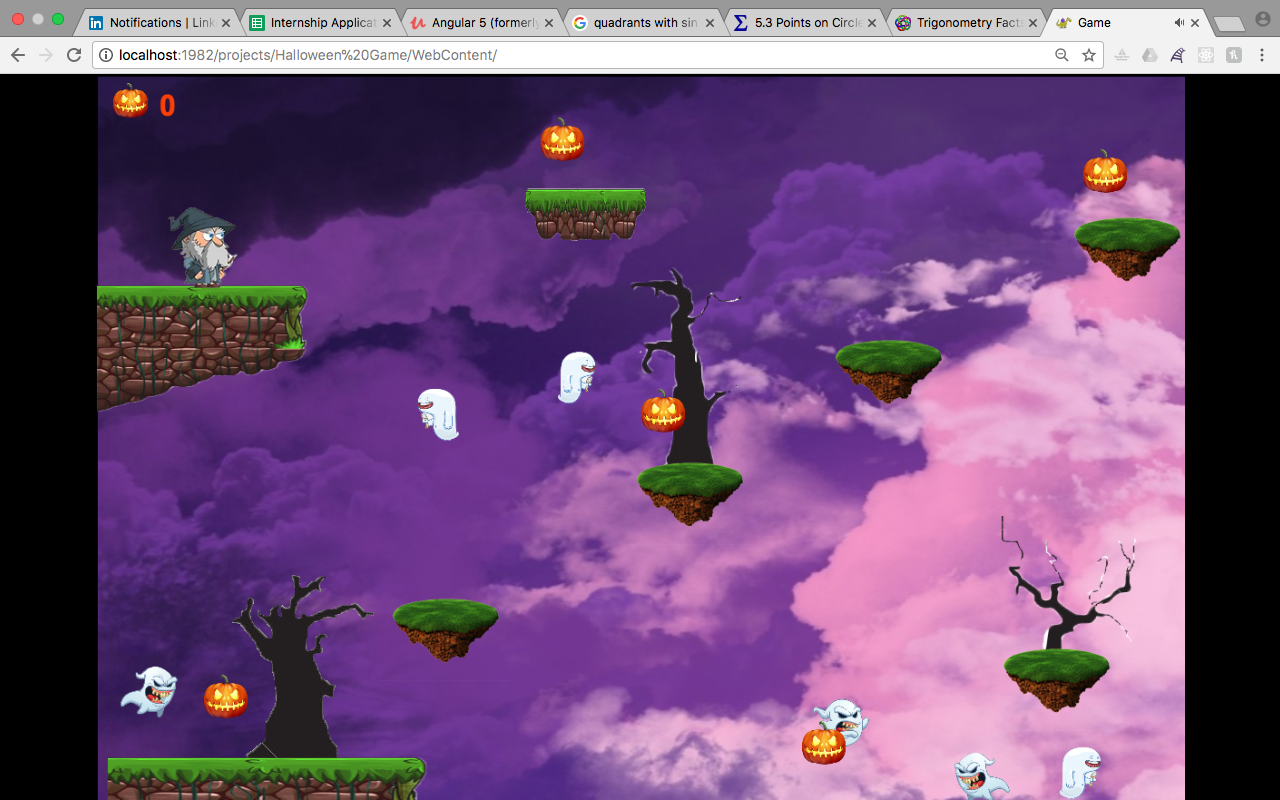 Notifications | Link
Internship Applicat
Angular 5 (formerly
quadrants with sin
5.3 Points on Circle
Trigonometry Facts
Game
localhost:1982/projects/Halloween%20Game/WebContent/
0